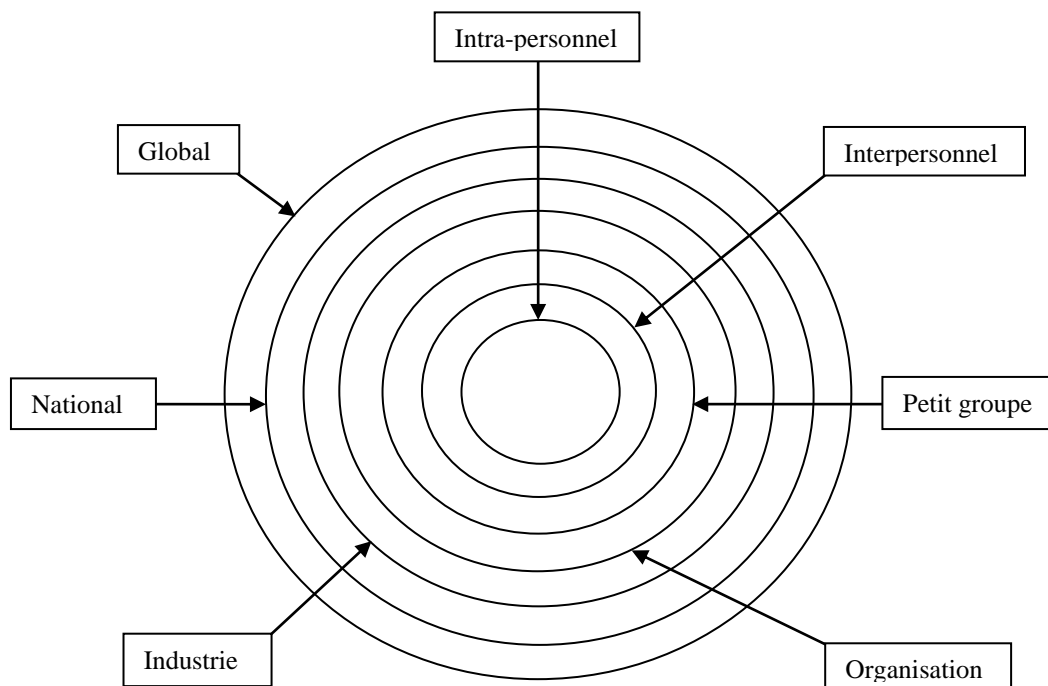 Intra-personnel
Global
Interpersonnel
National
Petit groupe
Industrie
Organisation